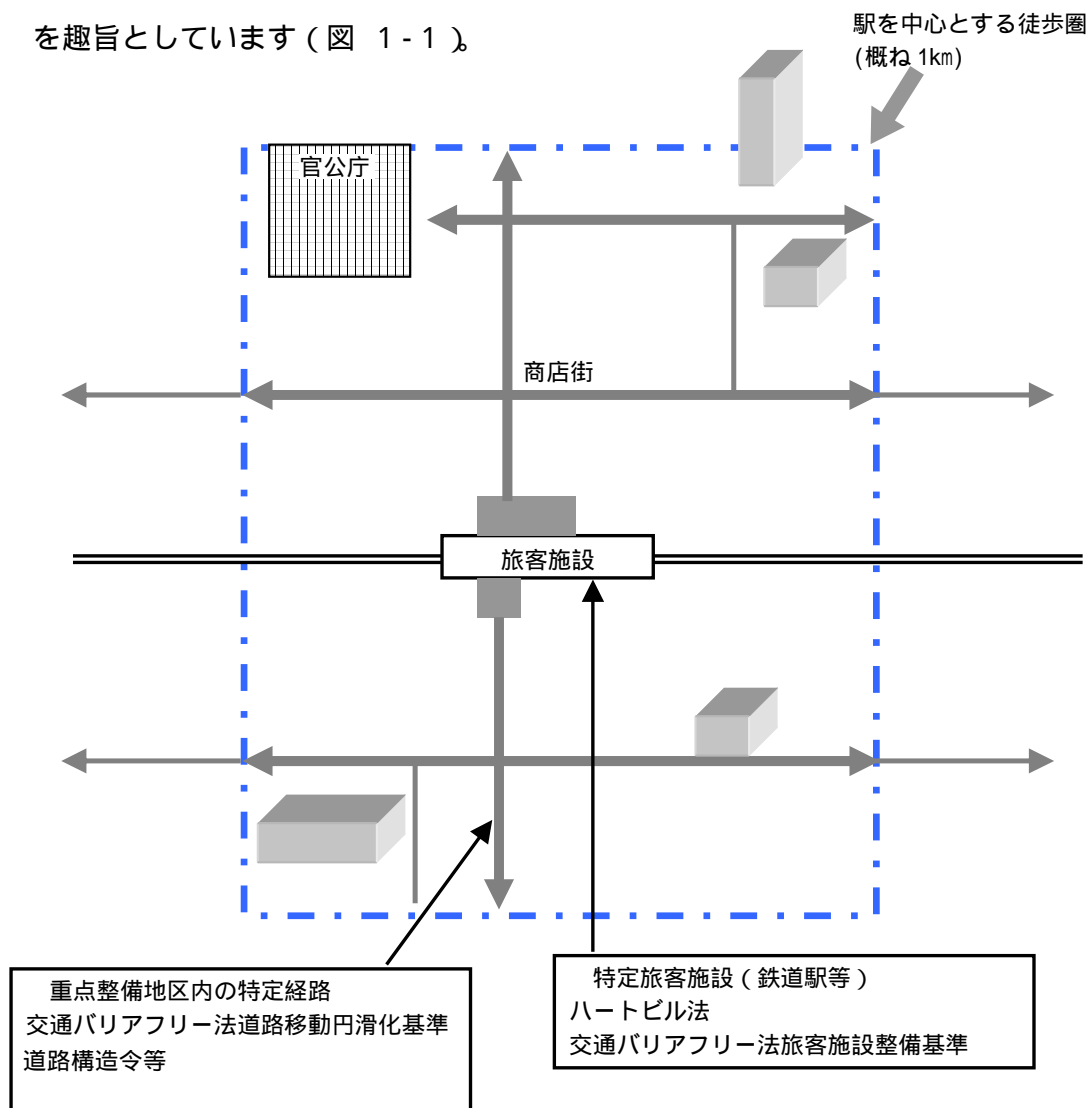 を趣旨としています(図 1-1)。
駅を中心とする徒歩圏
(概ね1km)
官公庁
商店街
旅客施設
重点整備地区内の特定経路
交通バリアフリー法道路移動円滑化基準
道路構造令等
特定旅客施設(鉄道駅等)
ハートビル法
交通バリアフリー法旅客施設整備基準